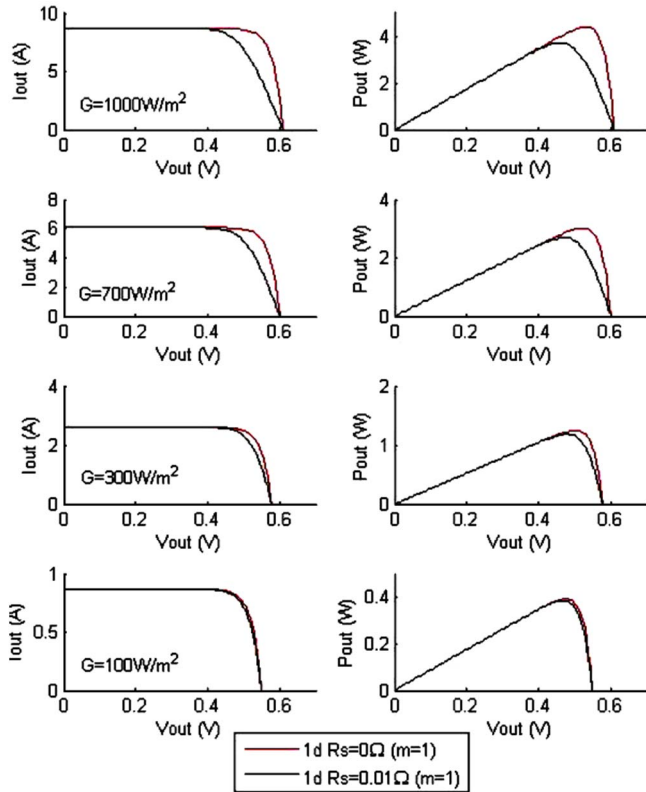 10
5
0
Iout (A)
G=1000W/m²
0 0.2 0.4 0.6
Vout (V)
4
2
0
Pout (W)
0 0.2 0.4 0.6
Vout (V)
8
6
4
2
0
Iout (A)
G=700W/m²
0 0.2 0.4 0.6
Vout (V)
4
2
0
Pout (W)
0 0.2 0.4 0.6
Vout (V)
4
2
0
Iout (A)
G=300W/m²
0 0.2 0.4 0.6
Vout (V)
2
1
0
Pout (W)
0 0.2 0.4 0.6
Vout (V)
1
0.5
0
Iout (A)
G=100W/m²
0 0.2 0.4 0.6
Vout (V)
0.4
0.2
0
Pout (W)
0 0.2 0.4 0.6
Vout (V)
1d Rs=0Ω (m=1)
1d Rs=0.01Ω (m=1)